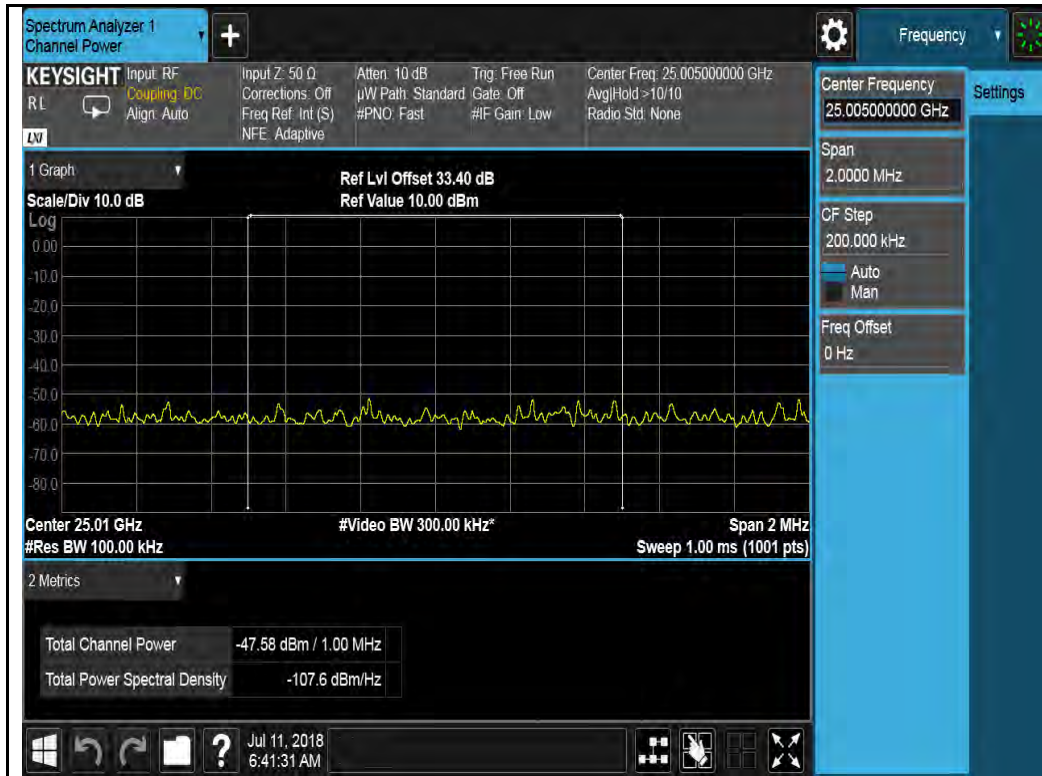 Spectrum Analyzer 1
Channel Power
+
Frequency
KEYSIGHT
RL
LXI
Input: RF
Coupling: DC
Align: Auto
Input Z: 50 Ω
Corrections: Off
Freq Ref: Int (S)
NFE: Adaptive
Atten: 10 dB
µW Path: Standard
#PNO: Fast
Trig: Free Run
Gate: Off
#IF Gain: Low
Center Freq: 25.005000000 GHz
Avg|Hold >10/10
Radio Std: None
Center Frequency
25.005000000 GHz
Settings
Span
2.0000 MHz
CF Step
200.000 kHz
Auto
Man
Freq Offset
0 Hz
1 Graph
Ref Lvl Offset 33.40 dB
Scale/Div 10.0 dB
Ref Value 10.00 dBm
Log
0.00
-10.0
-20.0
-30.0
-40.0
-50.0
-60.0
-70.0
-80.0
Center 25.01 GHz
#Video BW 300.00 kHz*
Span 2 MHz
#Res BW 100.00 kHz
Sweep 1.00 ms (1001 pts)
2 Metrics
Total Channel Power -47.58 dBm / 1.00 MHz
Total Power Spectral Density -107.6 dBm/Hz
?
Jul 11, 2018
6:41:31 AM